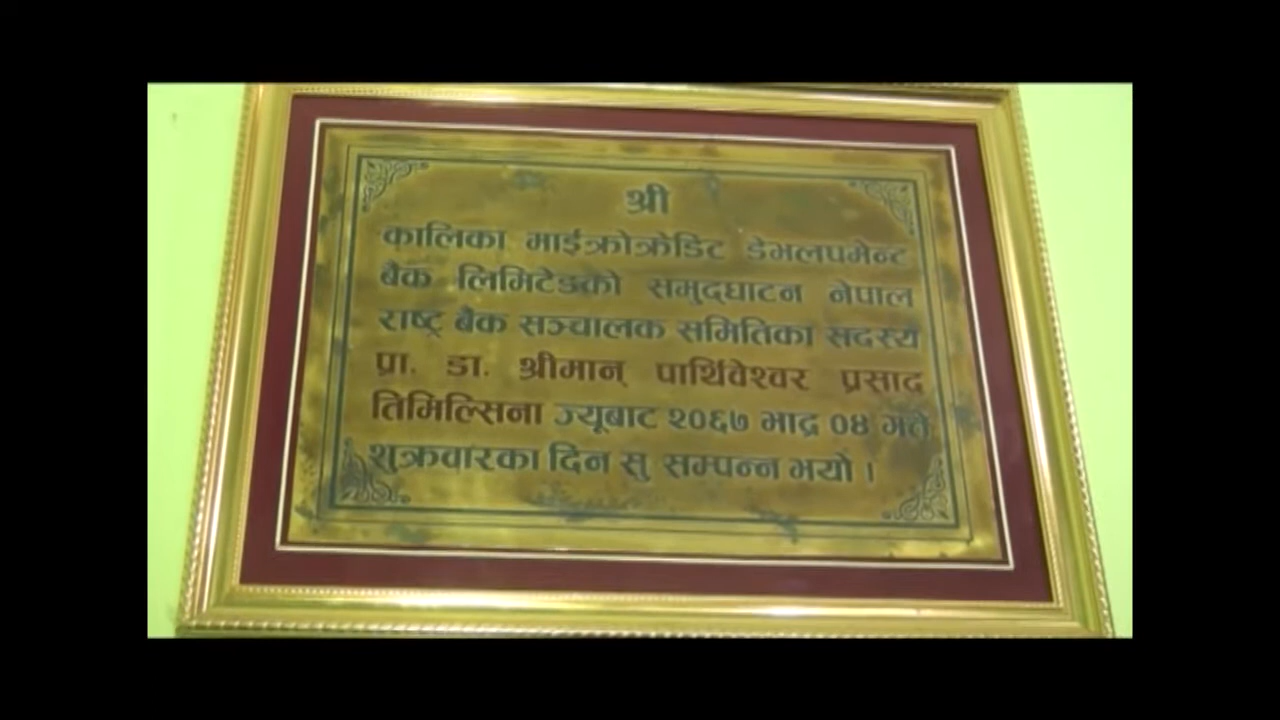 श्री
कालिका माईक्रोक्रेडिट डेभलपमेन्ट
बैंक लिमिटेडको समुद्घाटन नेपाल
राष्ट्र बैंक सञ्चालक समितिका सदस्य
प्रा. डा. श्रीमान् पार्थिवेश्वर प्रसाद
तिमिल्सिना ज्यूबाट २०६७ भाद्र ०४ गते
शुक्रवारका दिन सु सम्पन्न भयो ।